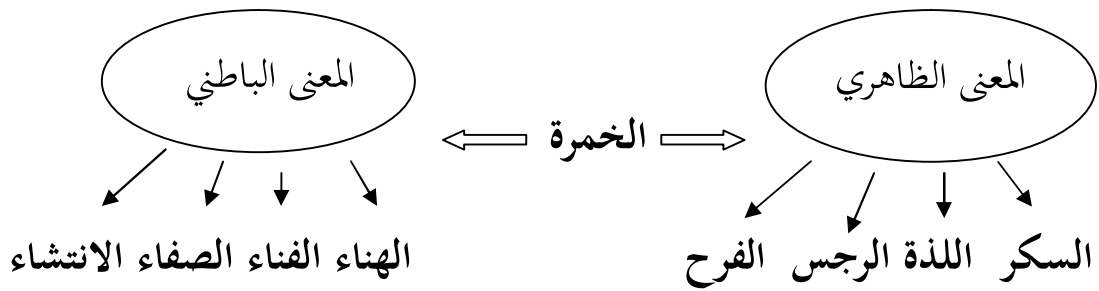 المعنى الظاهري
المعنى الباطني
الخمرة
السكر اللذة الرجس الفرح
الهناء الفناء الصفاء الانتشاء